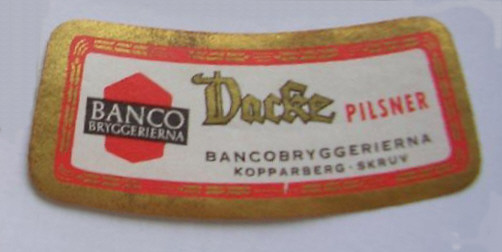 BANCO
BRYGGERIERNA
Dacke PILSNER
BANCOBRYGGERIERNA
KOPPARBERG · SKRUV